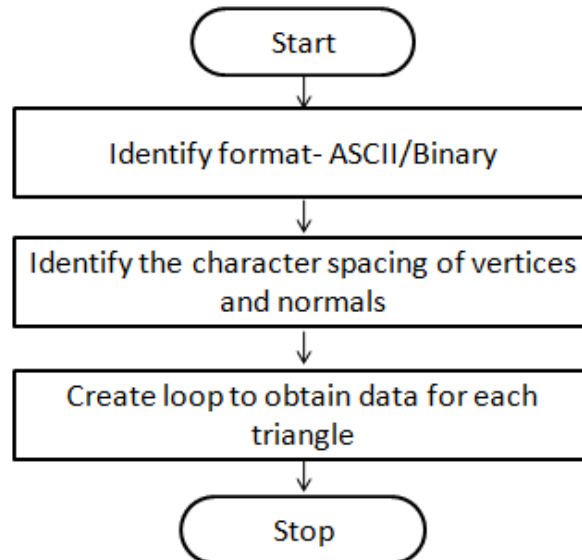 Start
Identify format- ASCII/Binary
Identify the character spacing of vertices
and normals
Create loop to obtain data for each
triangle
Stop